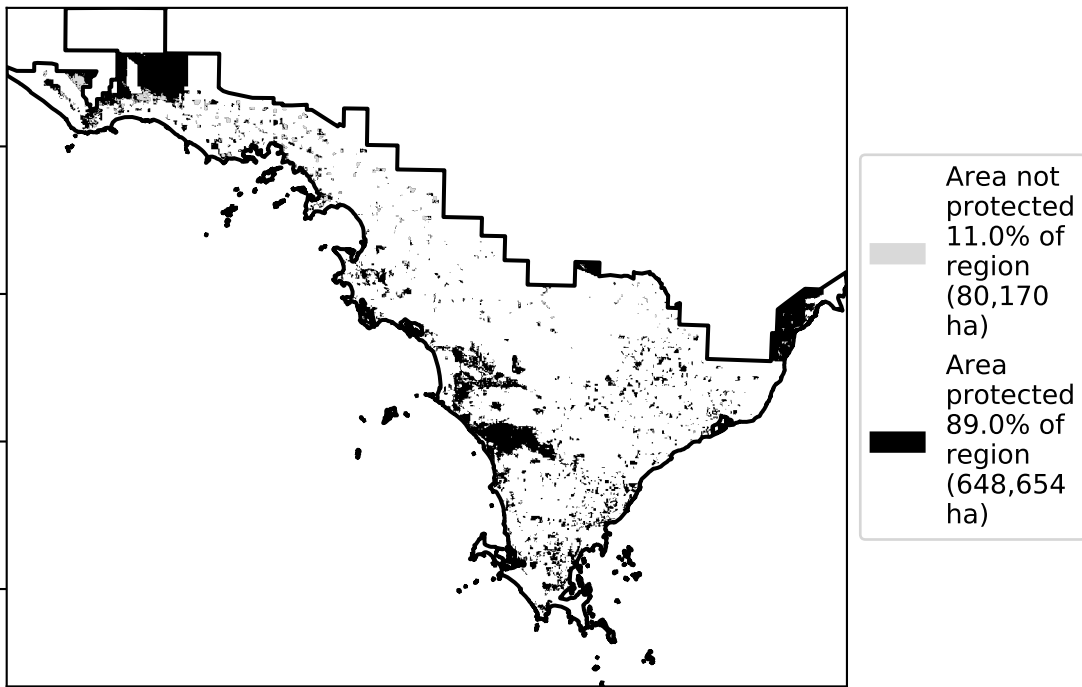 Area not
protected
11.0% of
region
(80,170
ha)
Area
protected
89.0% of
region
(648,654
ha)